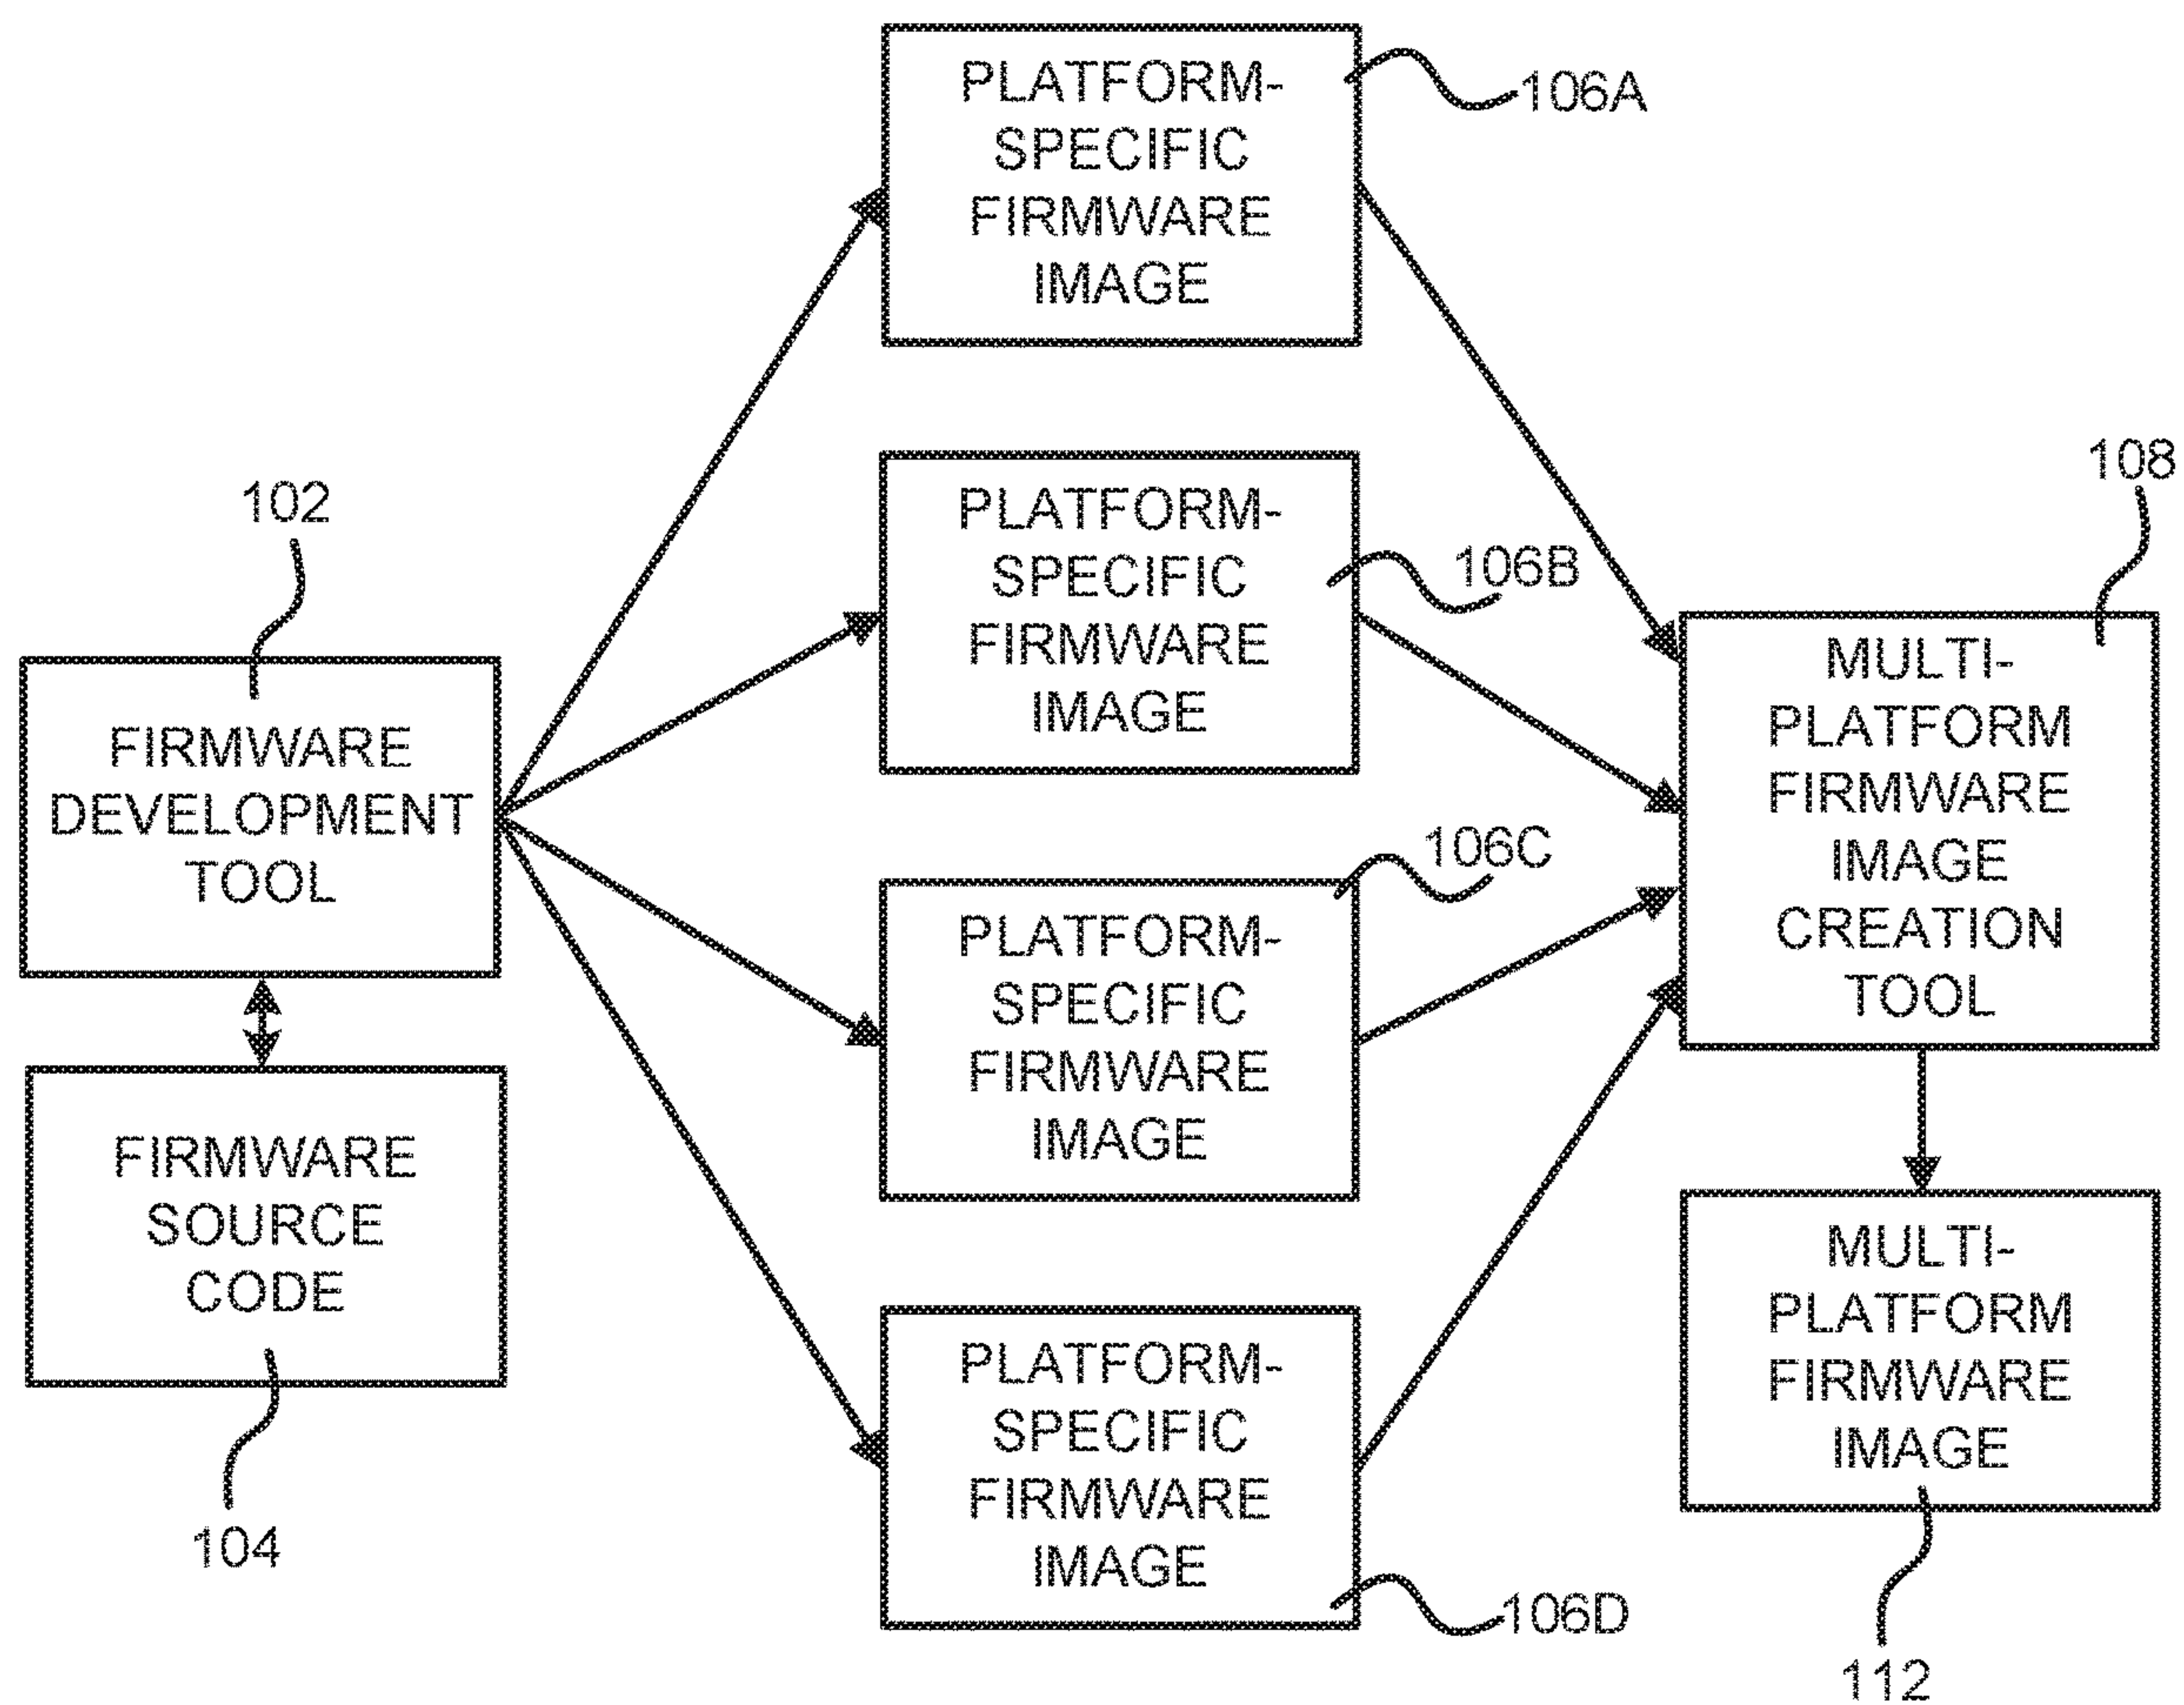 102
FIRMWARE
DEVELOPMENT
TOOL
FIRMWARE
SOURCE
CODE
104
PLATFORM-
SPECIFIC
FIRMWARE
IMAGE
106A
PLATFORM-
SPECIFIC
FIRMWARE
IMAGE
106B
PLATFORM-
SPECIFIC
FIRMWARE
IMAGE
106C
PLATFORM-
SPECIFIC
FIRMWARE
IMAGE
106D
108
MULTI-
PLATFORM
FIRMWARE
IMAGE
CREATION
TOOL
MULTI-
PLATFORM
FIRMWARE
IMAGE
112